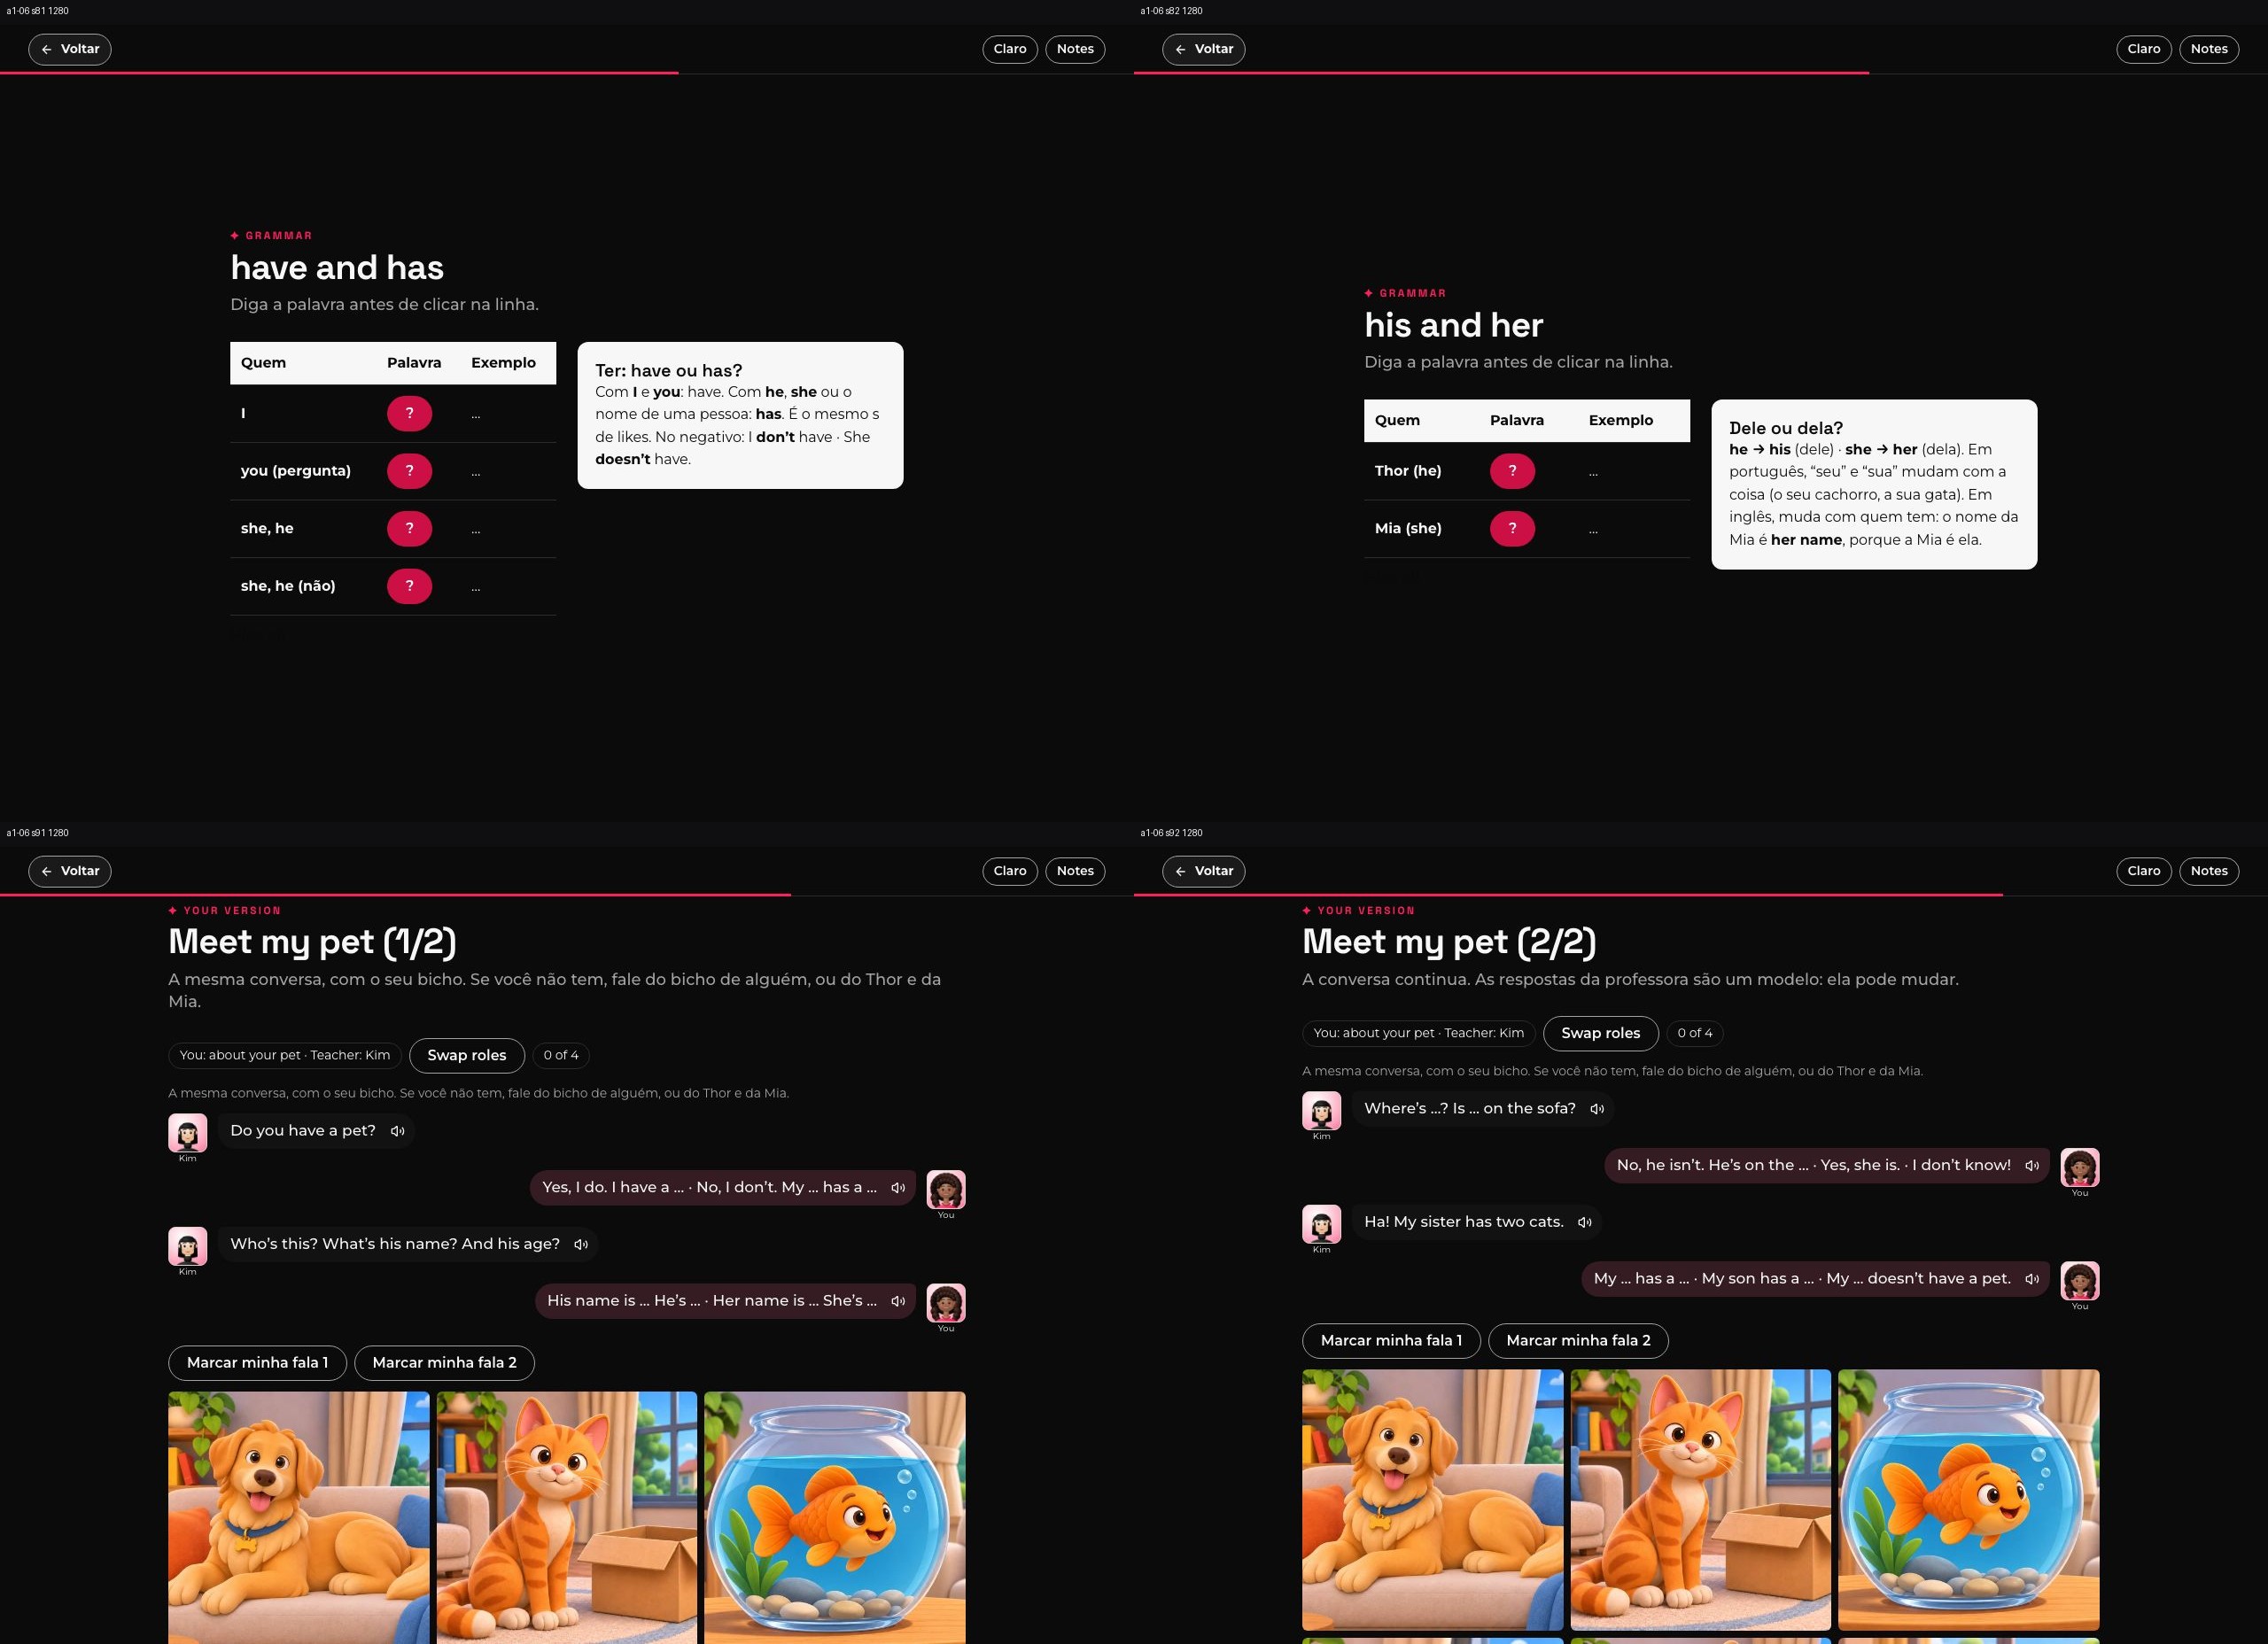 a1-06 s81 1280
← Voltar
Claro
Notes
✦ GRAMMAR
have and has
Diga a palavra antes de clicar na linha.
Quem Palavra Exemplo
I ? ...
you (pergunta) ? ...
she, he ? ...
she, he (não) ? ...
Ter: have ou has?
Com I e you: have. Com he, she ou o
nome de uma pessoa: has. É o mesmo s
de likes. No negativo: I don’t have · She
doesn’t have.
a1-06 s82 1280
← Voltar
Claro
Notes
✦ GRAMMAR
his and her
Diga a palavra antes de clicar na linha.
Quem Palavra Exemplo
Thor (he) ? ...
Mia (she) ? ...
Dele ou dela?
he → his (dele) · she → her (dela). Em
português, “seu” e “sua” mudam com a
coisa (o seu cachorro, a sua gata). Em
inglês, muda com quem tem: o nome da
Mia é her name, porque a Mia é ela.
a1-06 s91 1280
← Voltar
Claro
Notes
✦ YOUR VERSION
Meet my pet (1/2)
A mesma conversa, com o seu bicho. Se você não tem, fale do bicho de alguém, ou do Thor e da
Mia.
You: about your pet · Teacher: Kim
Swap roles
0 of 4
A mesma conversa, com o seu bicho. Se você não tem, fale do bicho de alguém, ou do Thor e da Mia.
Do you have a pet?
Kim
Yes, I do. I have a ... · No, I don’t. My ... has a ...
You
Who’s this? What’s his name? And his age?
Kim
His name is ... He’s ... · Her name is ... She’s ...
You
Marcar minha fala 1
Marcar minha fala 2
a1-06 s92 1280
← Voltar
Claro
Notes
✦ YOUR VERSION
Meet my pet (2/2)
A conversa continua. As respostas da professora são um modelo: ela pode mudar.
You: about your pet · Teacher: Kim
Swap roles
0 of 4
A mesma conversa, com o seu bicho. Se você não tem, fale do bicho de alguém, ou do Thor e da Mia.
Where’s ...? Is ... on the sofa?
Kim
No, he isn’t. He’s on the ... · Yes, she is. · I don’t know!
You
Ha! My sister has two cats.
Kim
My ... has a ... · My son has a ... · My ... doesn’t have a pet.
You
Marcar minha fala 1
Marcar minha fala 2